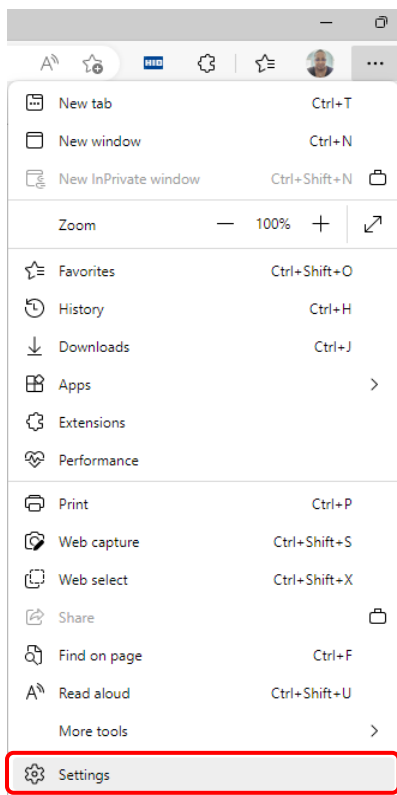 HID
New tab Ctrl+T
New window Ctrl+N
New InPrivate window Ctrl+Shift+N
Zoom 100%
Favorites Ctrl+Shift+O
History Ctrl+H
Downloads Ctrl+J
Apps
Extensions
Performance
Print Ctrl+P
Web capture Ctrl+Shift+S
Web select Ctrl+Shift+X
Share
Find on page Ctrl+F
Read aloud Ctrl+Shift+U
More tools
Settings